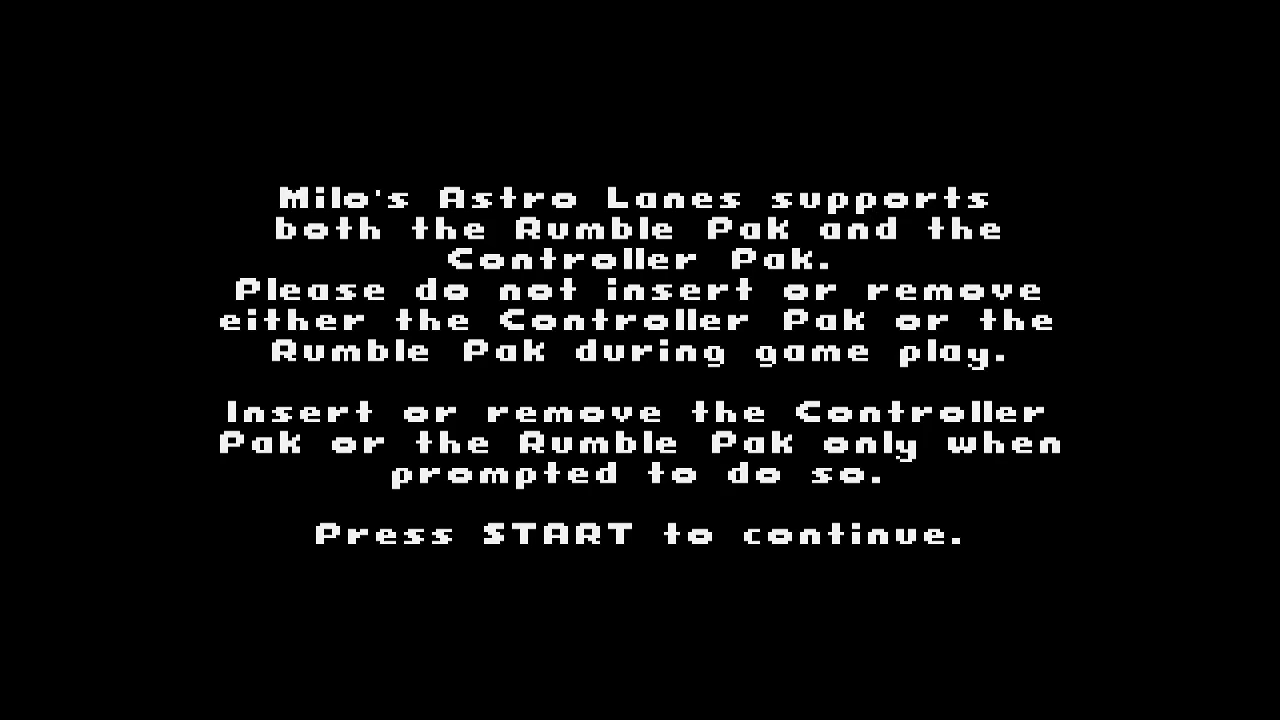 Milo's Astro Lanes supports
both the Rumble Pak and the
Controller Pak.
Please do not insert or remove
either the Controller Pak or the
Rumble Pak during game play.
Insert or remove the Controller
Pak or the Rumble Pak only when
prompted to do so.
Press START to continue.